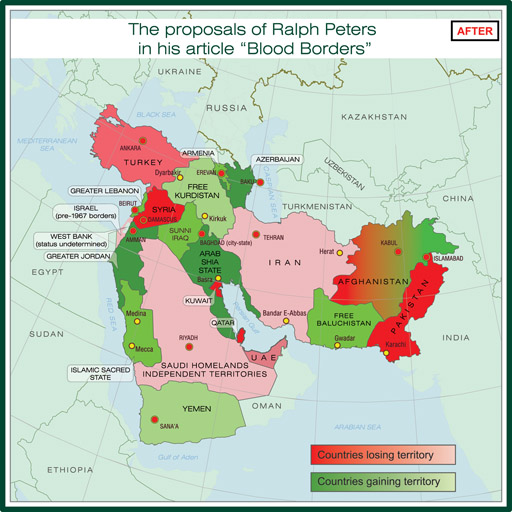 The proposals of Ralph Peters
in his article “Blood Borders”
AFTER
UKRAINE
RUSSIA
KAZAKHSTAN
BLACK SEA
MEDITERRANEAN
SEA
ANKARA
TURKEY
ARMENIA
AZERBAIJAN
UZBEKISTAN
CHINA
Dyarbakir
EREVAN
BAKU
CASPIAN SEA
TURKMENISTAN
GREATER LEBANON
FREE
KURDISTAN
BEIRUT
SYRIA
ISRAEL
(pre-1967 borders)
DAMASCUS
Kirkuk
SUNNI
IRAQ
TEHRAN
WEST BANK
(status undetermined)
AMMAN
BAGHDAD (city-state)
Herat
KABUL
ISLAMABAD
GREATER JORDAN
ARAB
SHIA
STATE
IRAN
EGYPT
Basra
AFGHANISTAN
PAKISTAN
KUWAIT
RED SEA
Persian Gulf
Medina
QATAR
Bandar E-Abbas
FREE
BALUCHISTAN
INDIA
SUDAN
Mecca
RIYADH
UAE
Gwadar
Karachi
ISLAMIC SACRED
STATE
SAUDI HOMELANDS
INDEPENDENT TERRITORIES
YEMEN
OMAN
SANA'A
ARABIAN SEA
Gulf of Aden
ETHIOPIA
Countries losing territory
Countries gaining territory